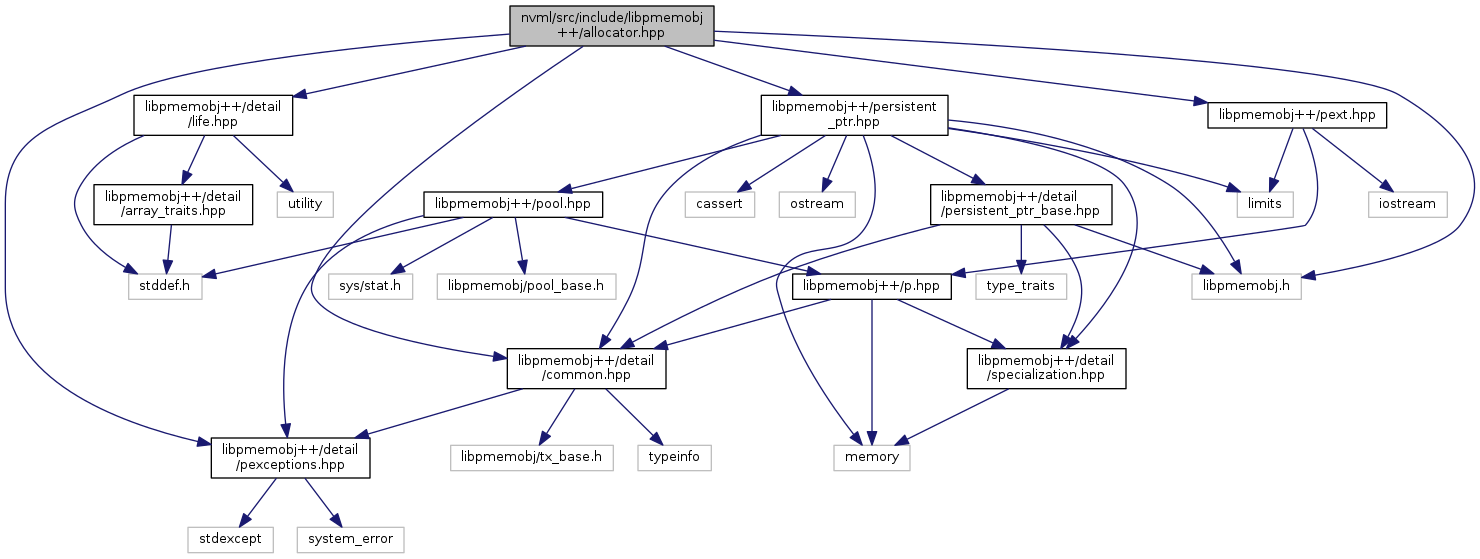 nvml/src/include/libpmemobj
++/allocator.hpp
libpmemobj++/detail
/life.hpp
libpmemobj++/persistent
_ptr.hpp
libpmemobj++/pext.hpp
libpmemobj++/detail
/array_traits.hpp
utility
libpmemobj++/pool.hpp
cassert
ostream
libpmemobj++/detail
/persistent_ptr_base.hpp
limits
iostream
stddef.h
sys/stat.h
libpmemobj/pool_base.h
libpmemobj++/p.hpp
type_traits
libpmemobj.h
libpmemobj++/detail
/common.hpp
libpmemobj++/detail
/specialization.hpp
libpmemobj++/detail
/pexceptions.hpp
libpmemobj/tx_base.h
typeinfo
memory
stdexcept
system_error